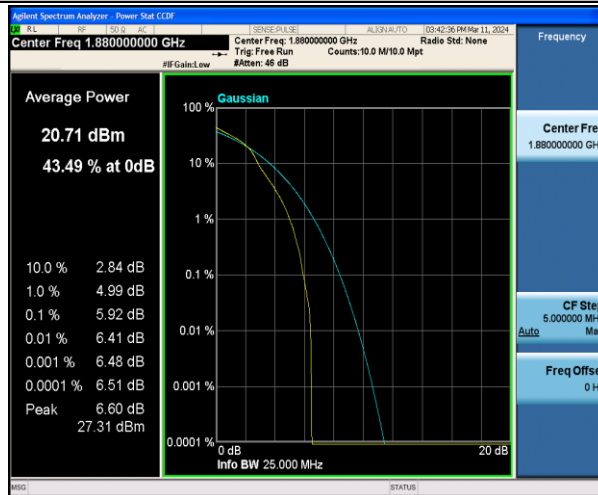 Agilent Spectrum Analyzer - Power Stat CCDF
RL RF 50 Ω AC SENSE:PULSE ALIGN AUTO 03:42:36 PM Mar 11, 2024
Center Freq 1.880000000 GHz
Center Freq: 1.880000000 GHz Radio Std: None
Trig: Free Run Counts:10.0 M/10.0 Mpt
#IFGain:Low #Atten: 46 dB
Frequency
Average Power
20.71 dBm
43.49 % at 0dB
10.0 % 2.84 dB
1.0 % 4.99 dB
0.1 % 5.92 dB
0.01 % 6.41 dB
0.001 % 6.48 dB
0.0001 % 6.51 dB
Peak 6.60 dB
27.31 dBm
Gaussian
100 %
10 %
1 %
0.1 %
0.01 %
0.001 %
0.0001 %
0 dB 20 dB
Info BW 25.000 MHz
Center Fre
1.880000000 GH
CF Ste
5.000000 MH
Auto Ma
Freq Offse
0 H
MSG STATUS